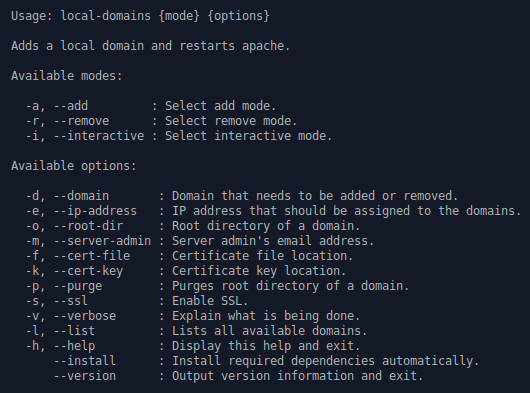 Usage: local-domains {mode} {options}

Adds a local domain and restarts apache.

Available modes:

  -a, --add         : Select add mode.
  -r, --remove      : Select remove mode.
  -i, --interactive : Select interactive mode.

Available options:

  -d, --domain       : Domain that needs to be added or removed.
  -e, --ip-address   : IP address that should be assigned to the domains.
  -o, --root-dir     : Root directory of a domain.
  -m, --server-admin : Server admin's email address.
  -f, --cert-file    : Certificate file location.
  -k, --cert-key     : Certificate key location.
  -p, --purge        : Purges root directory of a domain.
  -s, --ssl          : Enable SSL.
  -v, --verbose      : Explain what is being done.
  -l, --list         : Lists all available domains.
  -h, --help         : Display this help and exit.
      --install      : Install required dependencies automatically.
      --version      : Output version information and exit.